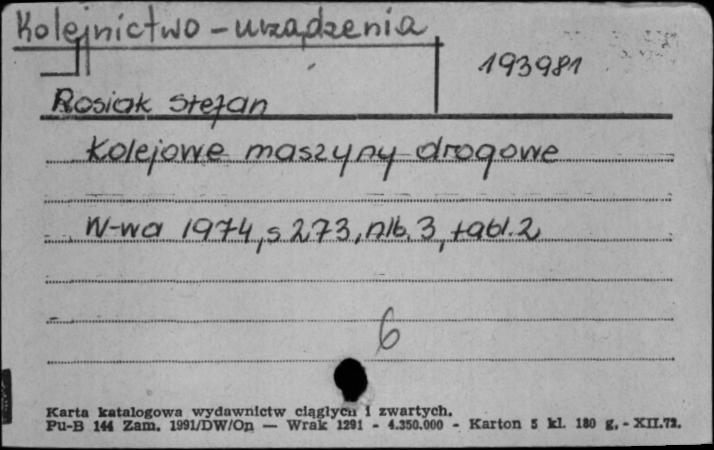 Kolejnictwo - urządzenia
193981
Rosiak Stefan
Kolejowe maszyny drogowe
W-wa 1974, s 273, nlb. 3, tabl. 2
6
Karta katalogowa wydawnictw ciągłych i zwartych.
Pu-B 144 Zam. 1991/DW/On — Wrak 1291 - 4.350.000 - Karton 5 kl. 180 g. - XII.72.